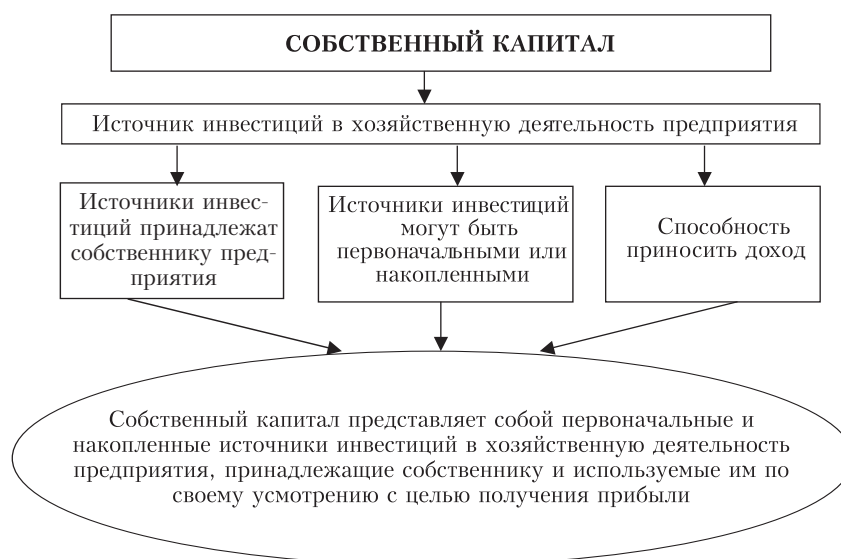 СОБСТВЕННЫЙ КАПИТАЛ
Источник инвестиций в хозяйственную деятельность предприятия
Источники инвес-
тиций принадлежат
собственнику пред-
приятия
Источники инвестиций
могут быть
первоначальными или
накопленными
Способность
приносить доход
Собственный капитал представляет собой первоначальные и
накопленные источники инвестиций в хозяйственную деятельность
предприятия, принадлежащие собственнику и используемые им по
своему усмотрению с целью получения прибыли